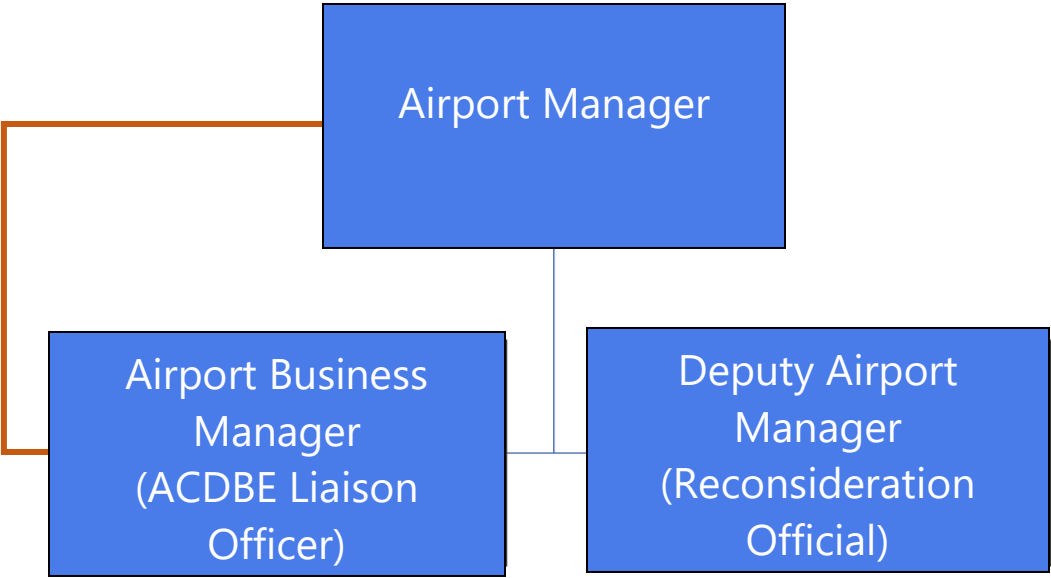 Airport Manager
Airport Business
Manager
(ACDBE Liaison
Officer)
Deputy Airport
Manager
(Reconsideration
Official)